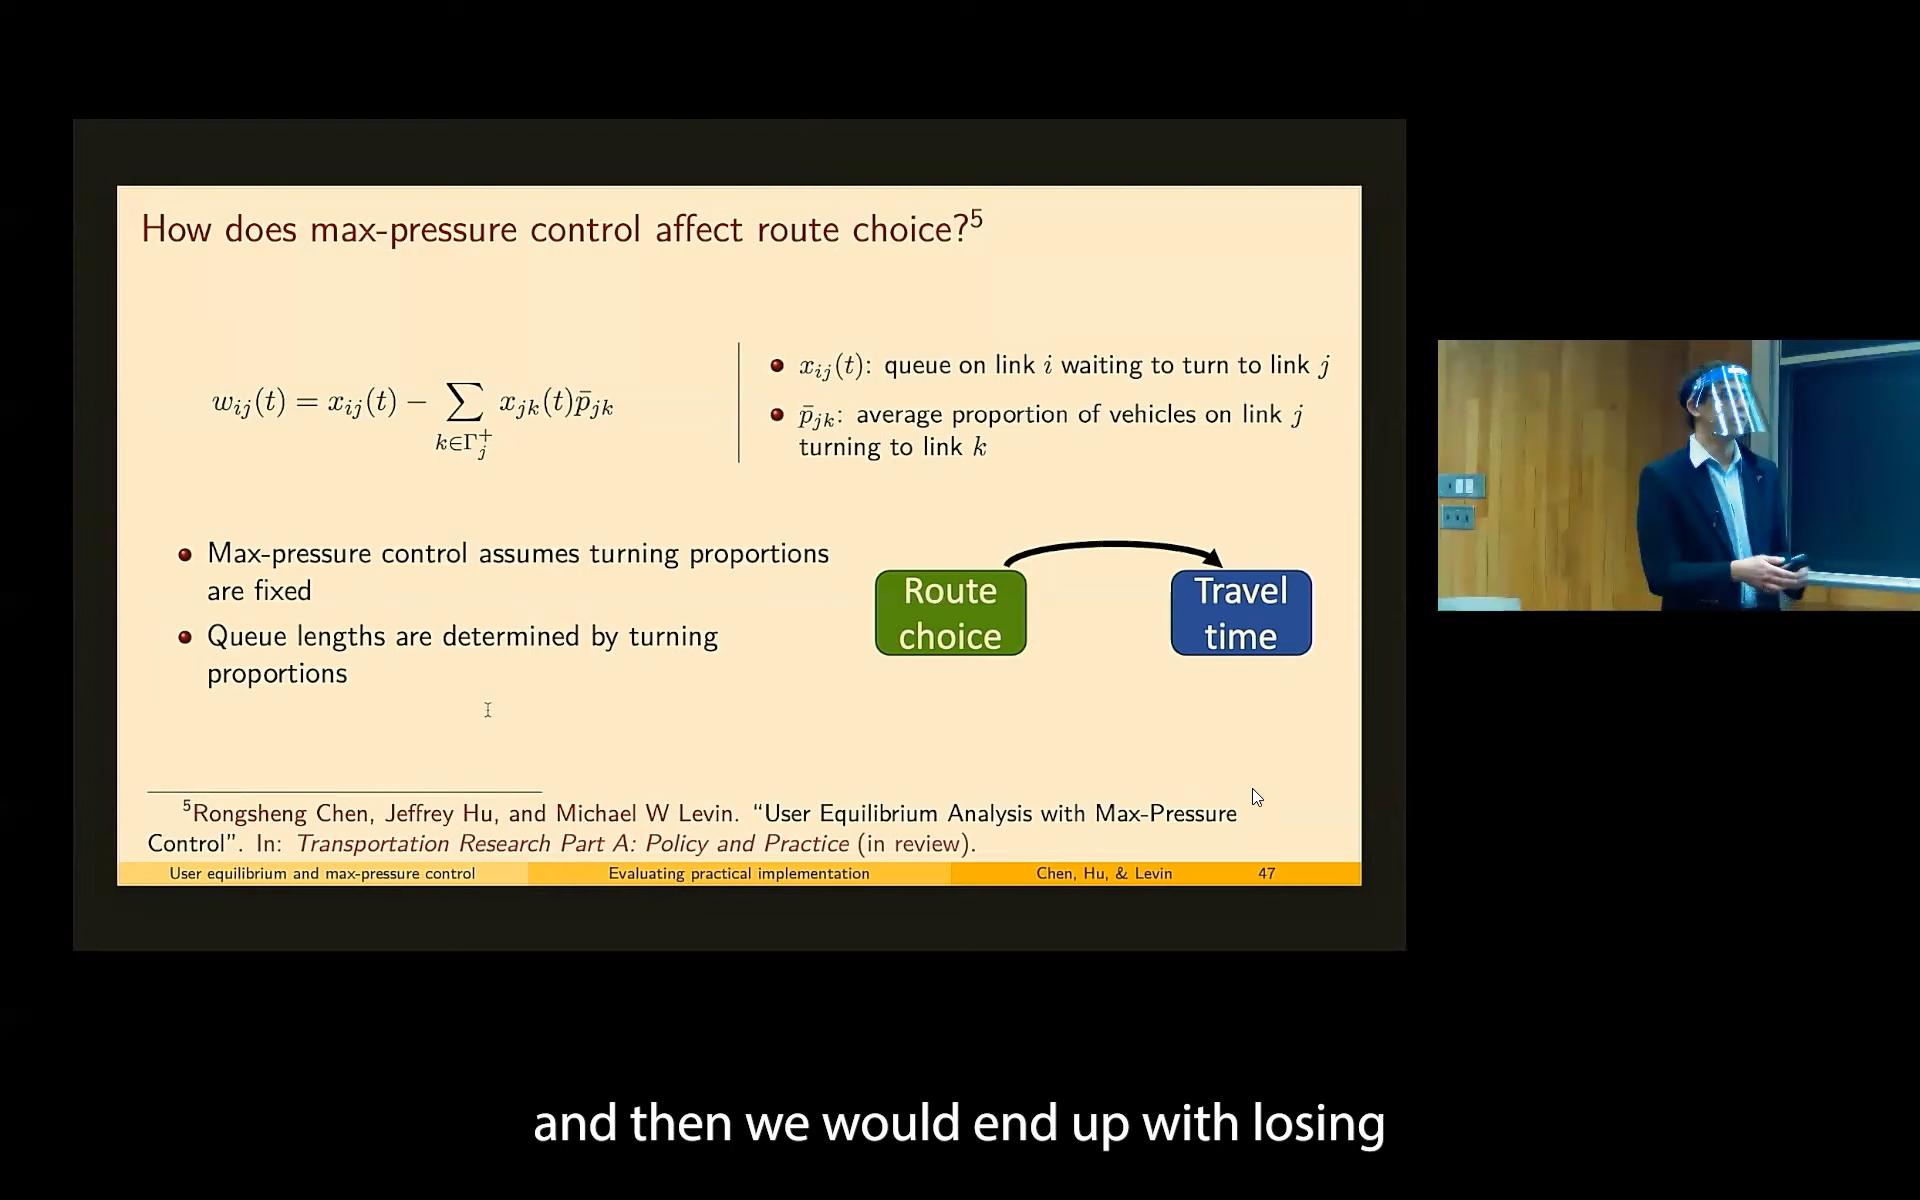 How does max-pressure control affect route choice?⁵
w_{ij}(t) = x_{ij}(t) − ∑_{k∈Γ_j^+} x_{jk}(t)p̄_{jk}
x_{ij}(t): queue on link i waiting to turn to link j
p̄_{jk}: average proportion of vehicles on link j
turning to link k
Max-pressure control assumes turning proportions
are fixed
Queue lengths are determined by turning
proportions
Route
choice
Travel
time
⁵Rongsheng Chen, Jeffrey Hu, and Michael W Levin. “User Equilibrium Analysis with Max-Pressure
Control”. In: Transportation Research Part A: Policy and Practice (in review).
User equilibrium and max-pressure control
Evaluating practical implementation
Chen, Hu, & Levin
47
and then we would end up with losing